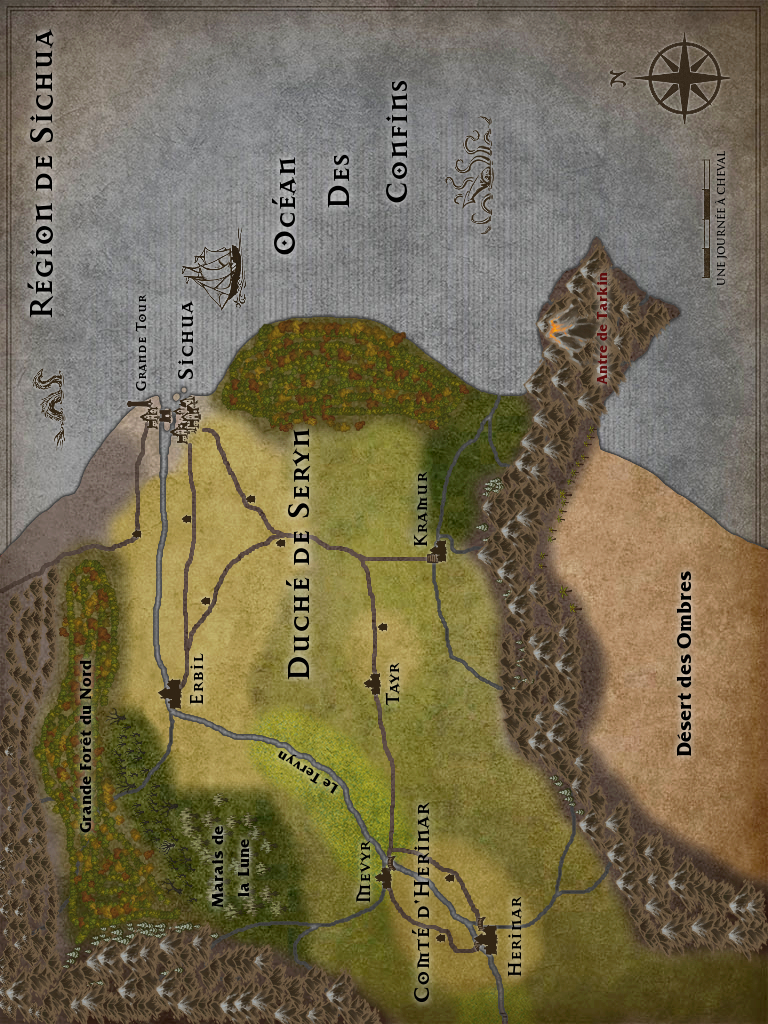 Région de Sichua
Grande Tour
Sichua
Océan
Des
Confins
N
Une journée à cheval
Antre de Tarkin
Duché de Seryn
Kramur
Erbil
Grande Forêt du Nord
Tayr
Le Tervyn
Désert des Ombres
Marais de
la Lune
Mevyr
Comté d'Herinar
Herinar